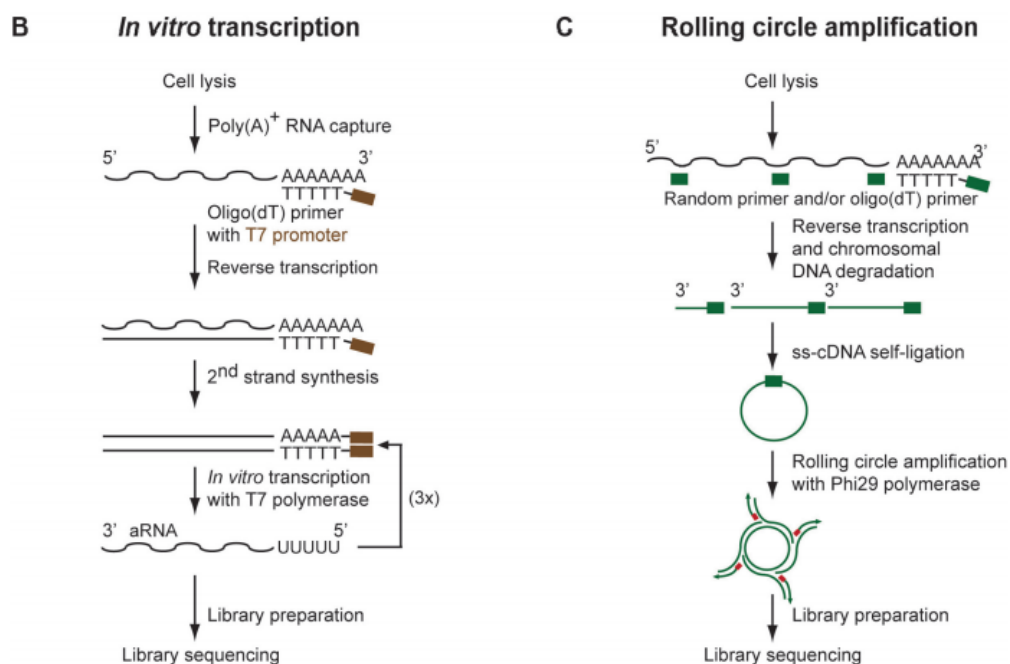 B In vitro transcription
Cell lysis
Poly(A)+ RNA capture
5’ 3’
AAAAAAA
TTTTT
Oligo(dT) primer
with T7 promoter
Reverse transcription
AAAAAAA
TTTTT
2nd strand synthesis
AAAAA
TTTTT
In vitro transcription
with T7 polymerase
(3x)
3’ aRNA 5’
UUUUU
Library preparation
Library sequencing
C Rolling circle amplification
Cell lysis
5’ 3’
AAAAAAA
TTTTT
Random primer and/or oligo(dT) primer
Reverse transcription
and chromosomal
DNA degradation
3’ 3’ 3’
ss-cDNA self-ligation
Rolling circle amplification
with Phi29 polymerase
Library preparation
Library sequencing